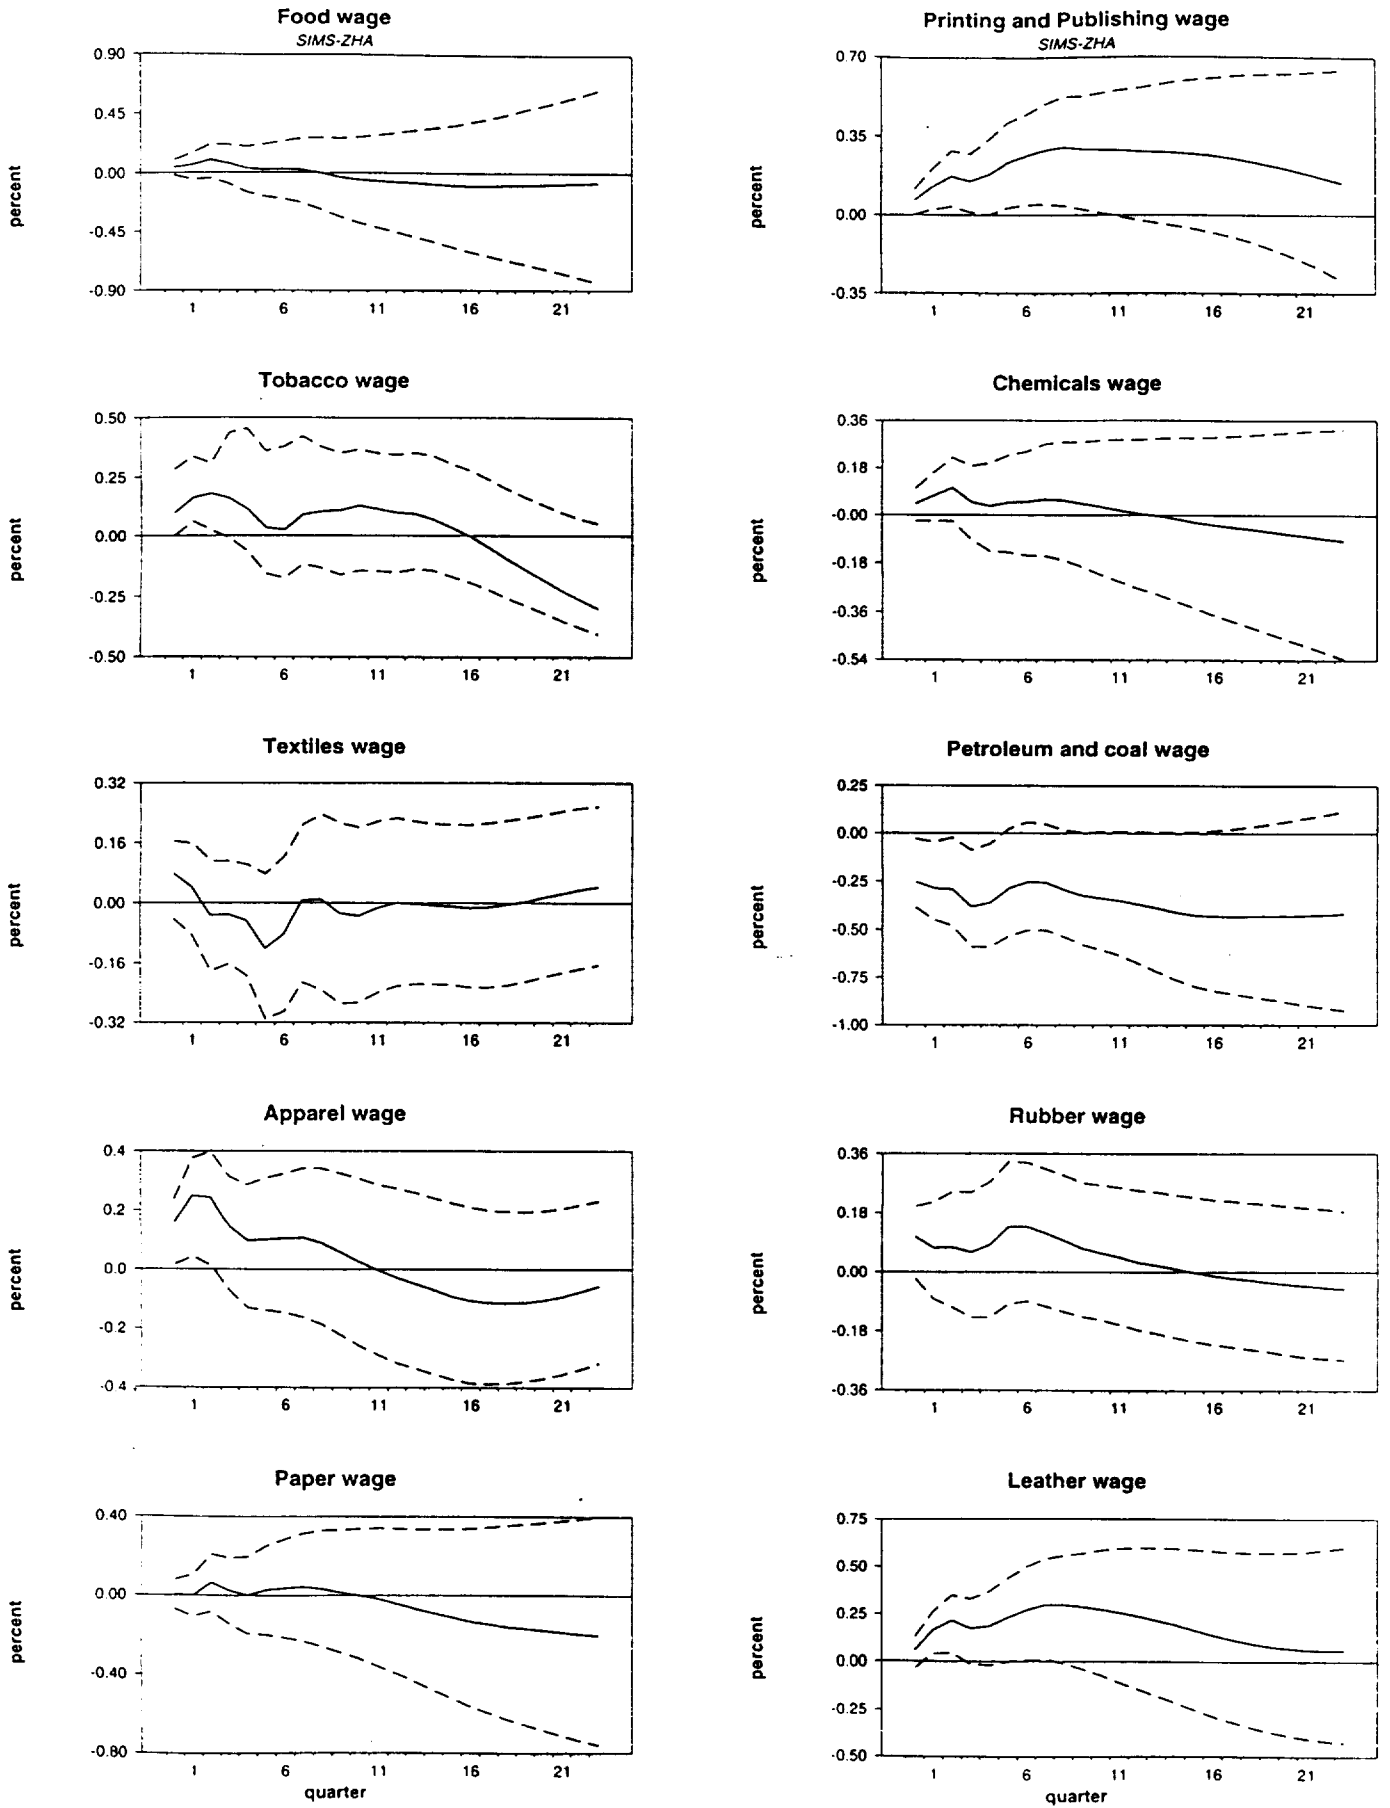 Food wage
SIMS-ZHA
0.90
0.45
0.00
-0.45
-0.90
percent
1 6 11 16 21
Printing and Publishing wage
SIMS-ZHA
0.70
0.35
0.00
-0.35
percent
1 6 11 16 21
Tobacco wage
0.50
0.25
0.00
-0.25
-0.50
percent
1 6 11 16 21
Chemicals wage
0.36
0.18
-0.00
-0.18
-0.36
-0.54
percent
1 6 11 16 21
Textiles wage
0.32
0.16
0.00
-0.16
-0.32
percent
1 6 11 16 21
Petroleum and coal wage
0.25
0.00
-0.25
-0.50
-0.75
-1.00
percent
1 6 11 16 21
Apparel wage
0.4
0.2
0.0
-0.2
-0.4
percent
1 6 11 16 21
Rubber wage
0.36
0.18
0.00
-0.18
-0.36
percent
1 6 11 16 21
Paper wage
0.40
0.00
-0.40
-0.80
percent
1 6 11 16 21
quarter
Leather wage
0.75
0.50
0.25
0.00
-0.25
-0.50
percent
1 6 11 16 21
quarter